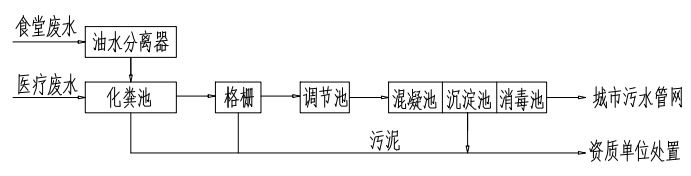 食堂废水
油水分离器
医疗废水
化粪池
格栅
调节池
混凝池
沉淀池
消毒池
城市污水管网
污泥
资质单位处置